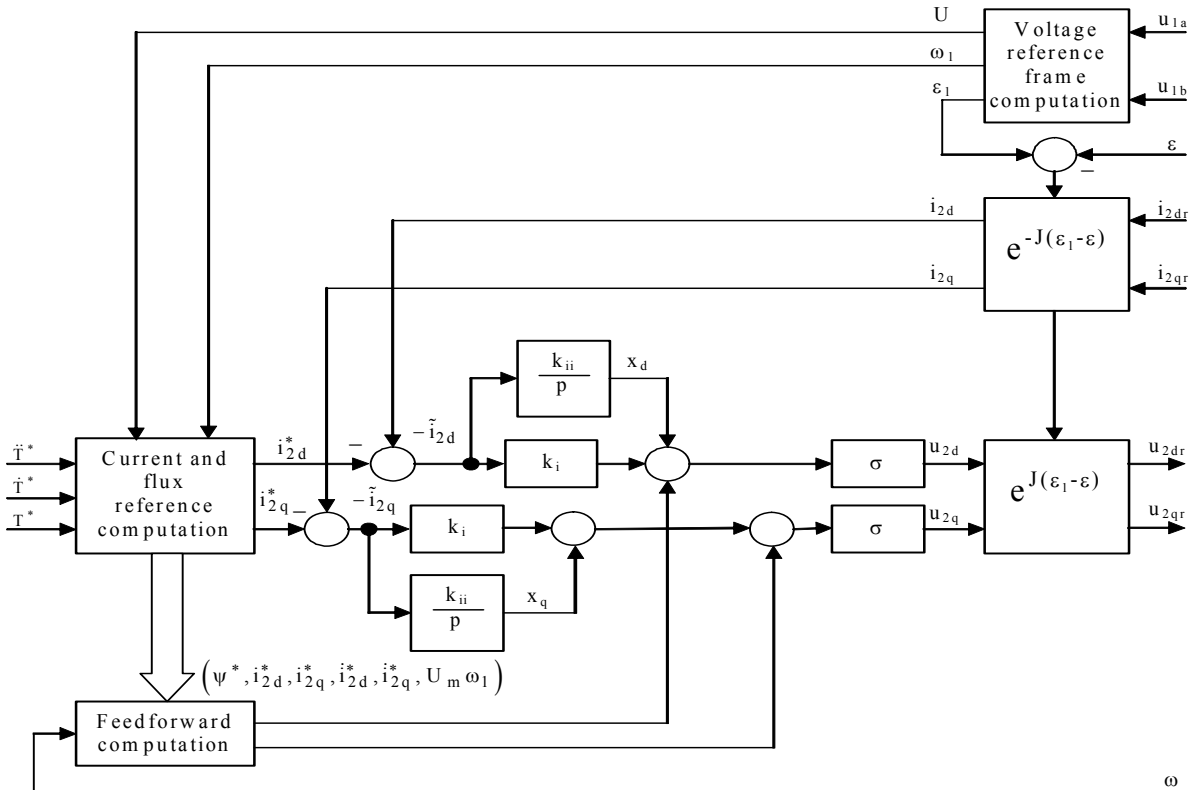 U
Voltage
reference
frame
computation
u₁ₐ
ω₁
ε₁
u₁b
ε
−
i₂d
i₂dr
e^-J(ε₁-ε)
i₂q
i₂qr
kᵢᵢ/p
x_d
T̈*
Ṫ*
T*
Current and
flux
reference
computation
i*₂d
−
−ĩ₂d
kᵢ
σ
u₂d
e^J(ε₁-ε)
u₂dr
i*₂q
−
−ĩ₂q
kᵢ
σ
u₂q
u₂qr
kᵢᵢ/p
x_q
(ψ*, i*₂d, i*₂q, i̇*₂d, i̇*₂q, Uₘ ω₁)
Feedforward
computation
ω